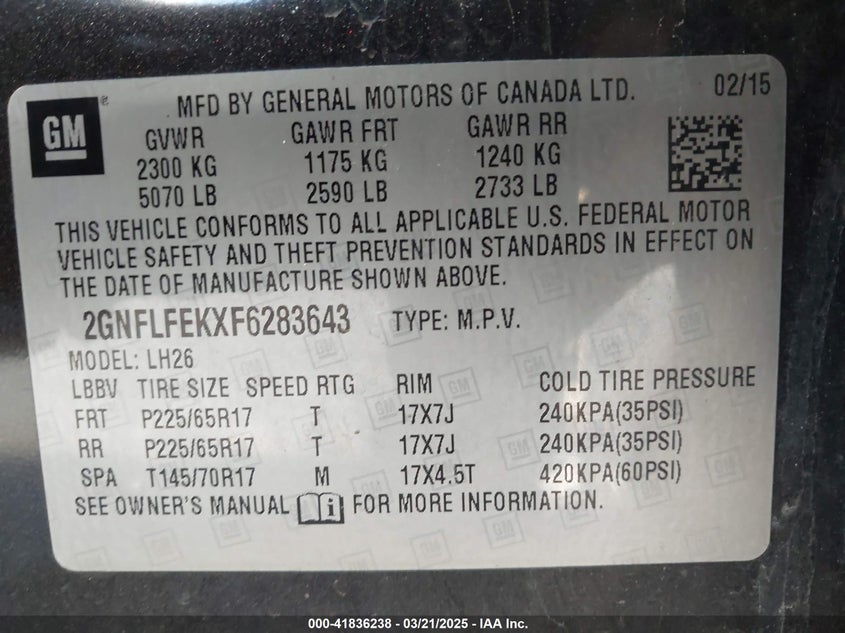 GM ® MFD BY GENERAL MOTORS OF CANADA LTD. 02/15
GVWR GAWR FRT GAWR RR
2300 KG 1175 KG 1240 KG
5070 LB 2590 LB 2733 LB
THIS VEHICLE CONFORMS TO ALL APPLICABLE U.S. FEDERAL MOTOR
VEHICLE SAFETY AND THEFT PREVENTION STANDARDS IN EFFECT ON
THE DATE OF MANUFACTURE SHOWN ABOVE.
2GNFLFEKXF6283643 TYPE: M.P.V.
MODEL: LH26
LBBV TIRE SIZE SPEED RTG RIM COLD TIRE PRESSURE
FRT P225/65R17 T 17X7J 240KPA(35PSI)
RR P225/65R17 T 17X7J 240KPA(35PSI)
SPA T145/70R17 M 17X4.5T 420KPA(60PSI)
SEE OWNER'S MANUAL i FOR MORE INFORMATION.
000-41836238 - 03/21/2025 - IAA Inc.